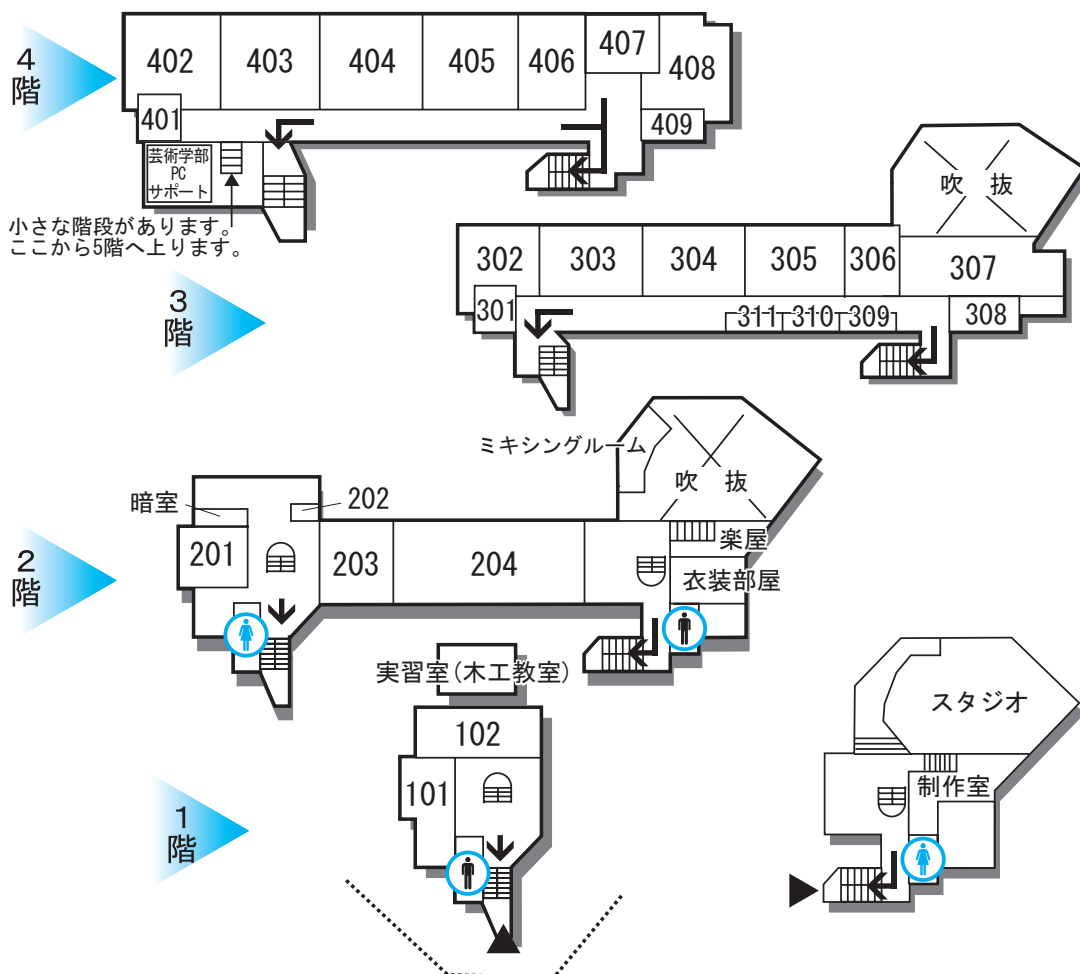 4
階
402
403
404
405
406
407
408
401
409
芸術学部
PC
サポート
小さな階段があります。
ここから5階へ上ります。
吹 抜
3
階
302
303
304
305
306
307
301
311
310
309
308
ミキシングルーム
吹 抜
暗室
202
2
階
201
203
204
楽屋
衣装部屋
実習室(木工教室)
スタジオ
102
101
制作室
1
階